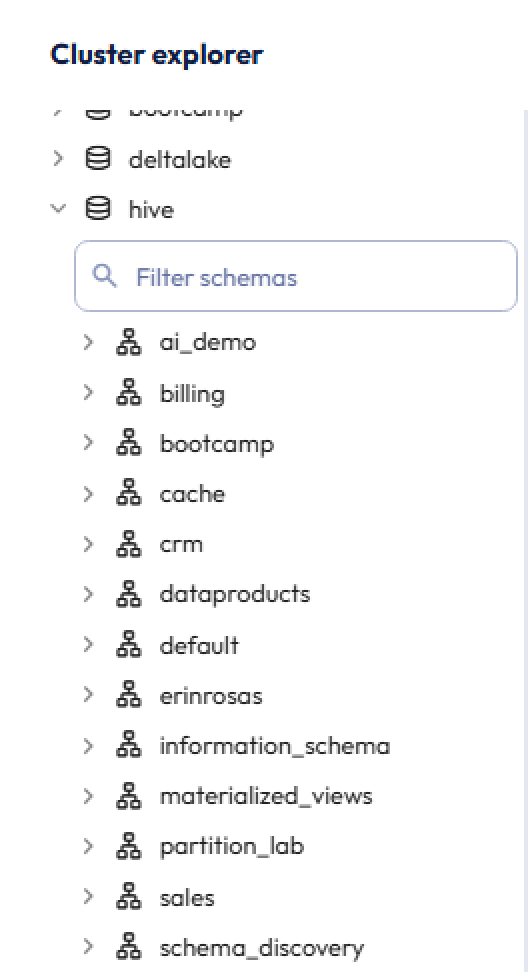 Cluster explorer
bootcamp
deltalake
hive
Filter schemas
ai_demo
billing
bootcamp
cache
crm
dataproducts
default
erinrosas
information_schema
materialized_views
partition_lab
sales
schema_discovery